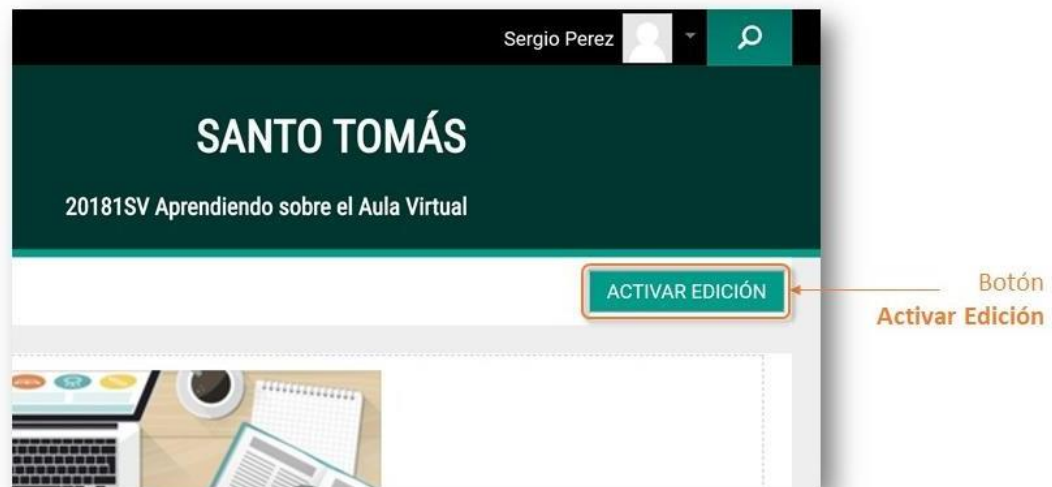 Sergio Perez
SANTO TOMÁS
20181SV Aprendiendo sobre el Aula Virtual
ACTIVAR EDICIÓN
Botón
Activar Edición